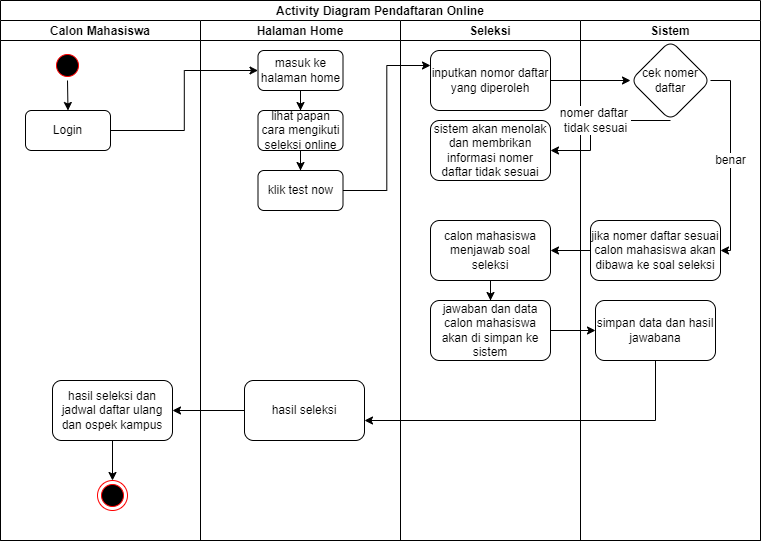 Activity Diagram Pendaftaran Online
Calon Mahasiswa
Halaman Home
Seleksi
Sistem
Login
masuk ke
halaman home
lihat papan
cara mengikuti
seleksi online
klik test now
inputkan nomor daftar
yang diperoleh
cek nomer
daftar
nomer daftar
tidak sesuai
sistem akan menolak
dan membrikan
informasi nomer
daftar tidak sesuai
benar
jika nomer daftar sesuai
calon mahasiswa akan
dibawa ke soal seleksi
calon mahasiswa
menjawab soal
seleksi
jawaban dan data
calon mahasiswa
akan di simpan ke
sistem
simpan data dan hasil
jawabana
hasil seleksi
hasil seleksi dan
jadwal daftar ulang
dan ospek kampus